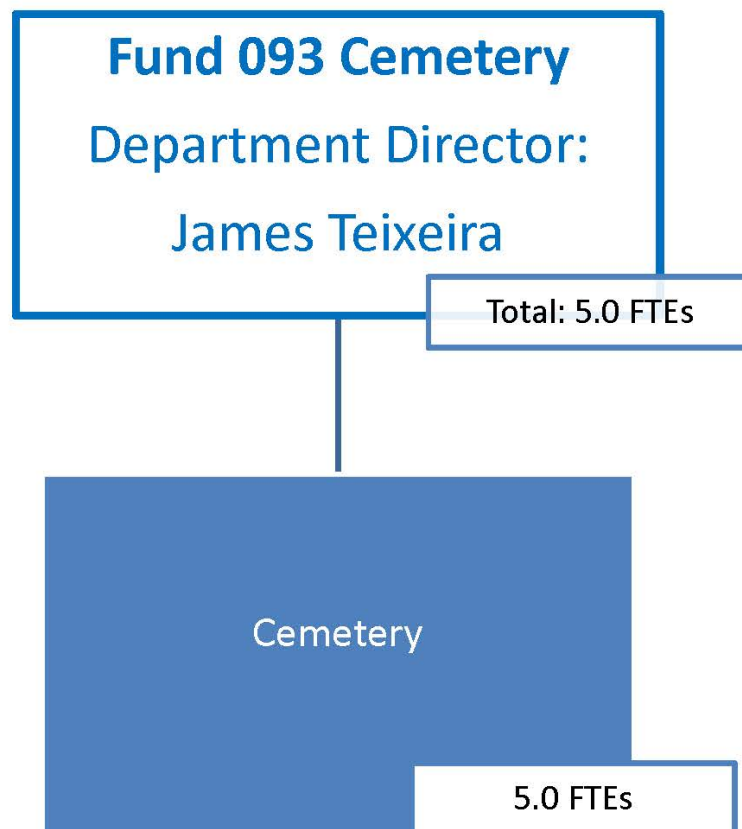 Fund 093 Cemetery
Department Director:
James Teixeira
Total: 5.0 FTEs
Cemetery
5.0 FTEs